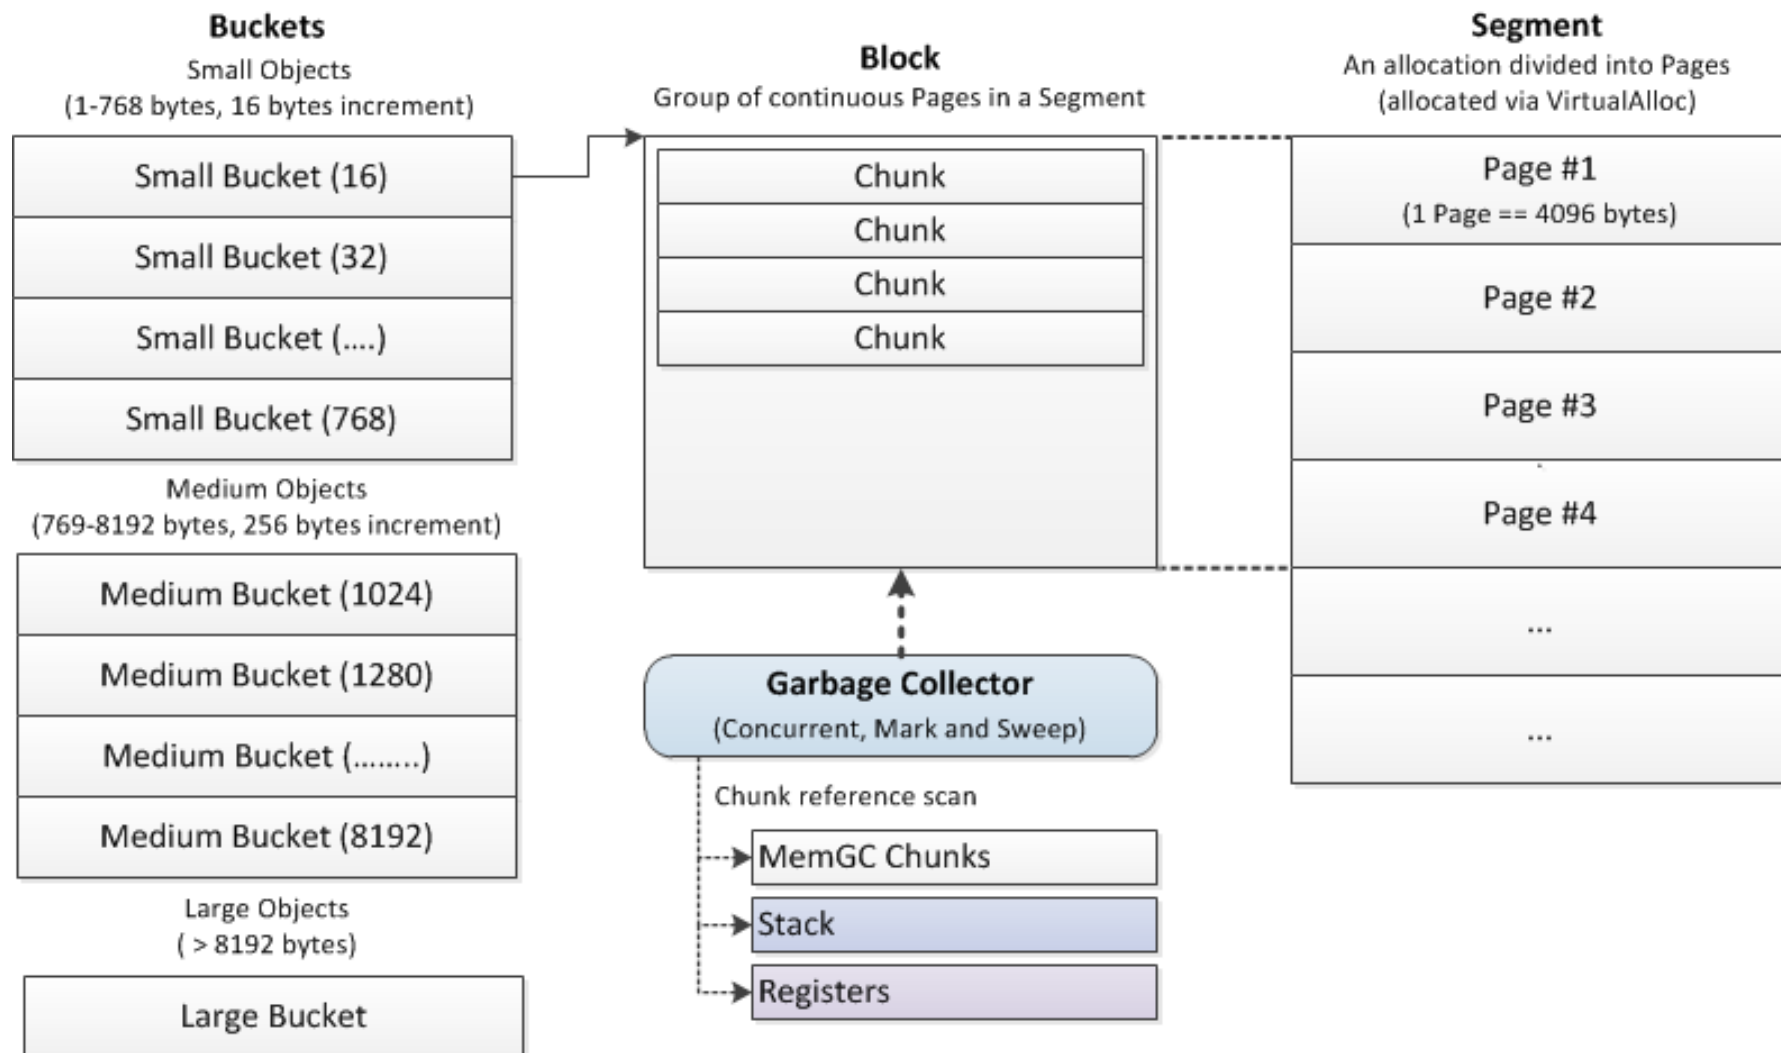 Buckets
Small Objects
(1-768 bytes, 16 bytes increment)
Small Bucket (16)
Small Bucket (32)
Small Bucket (....)
Small Bucket (768)
Medium Objects
(769-8192 bytes, 256 bytes increment)
Medium Bucket (1024)
Medium Bucket (1280)
Medium Bucket (........)
Medium Bucket (8192)
Large Objects
( > 8192 bytes)
Large Bucket
Block
Group of continuous Pages in a Segment
Chunk
Chunk
Chunk
Chunk
Garbage Collector
(Concurrent, Mark and Sweep)
Chunk reference scan
MemGC Chunks
Stack
Registers
Segment
An allocation divided into Pages
(allocated via VirtualAlloc)
Page #1
(1 Page == 4096 bytes)
Page #2
Page #3
Page #4
...
...